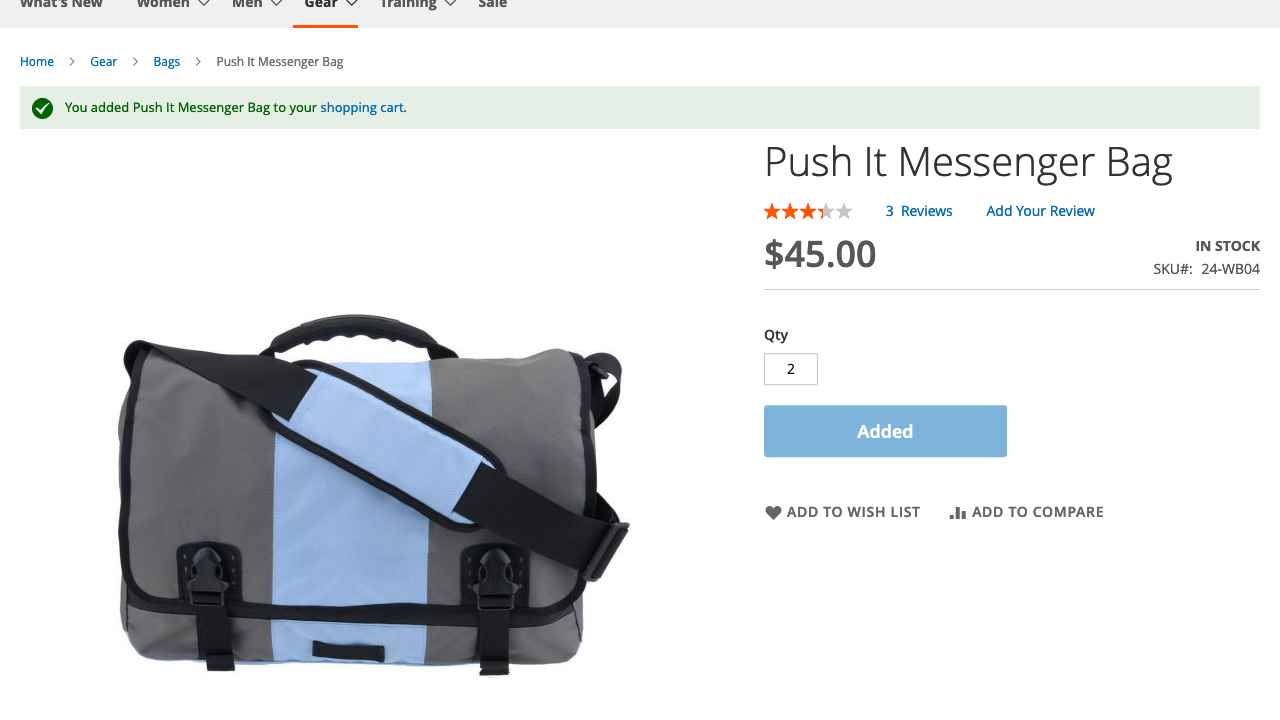 What's New Women Men Gear Training Sale
Home Gear Bags Push It Messenger Bag
You added Push It Messenger Bag to your shopping cart.
Push It Messenger Bag
3 Reviews Add Your Review
$45.00
IN STOCK
SKU#: 24-WB04
Qty
2
Added
ADD TO WISH LIST ADD TO COMPARE